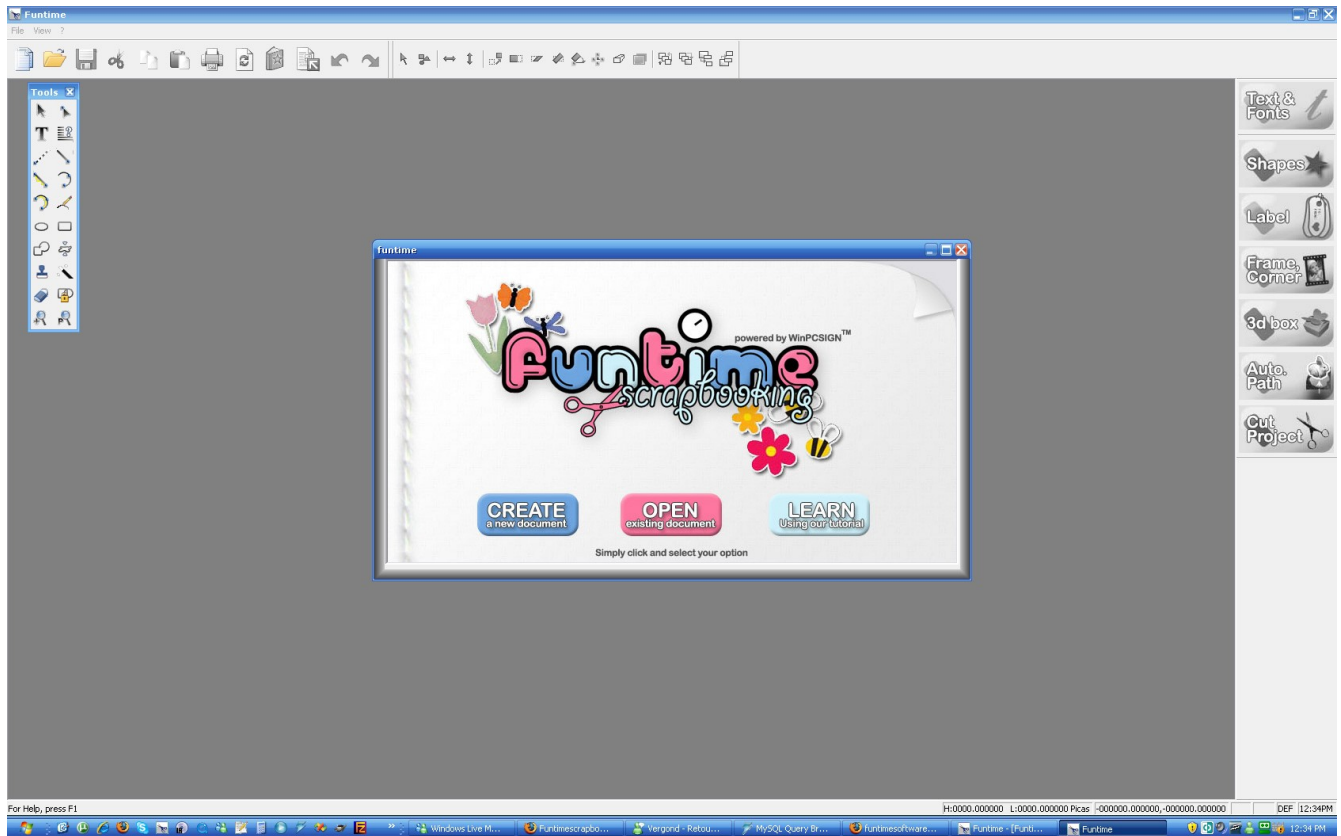 Funtime
File View ?
Tools
T
Text &
Fonts
Shapes
Label
Frame,
Corner
3d box
Auto.
Path
Cut
Project
funtime
powered by WinPCSIGN™
funtime
scrapbooking
CREATE
a new document
OPEN
existing document
LEARN
Using our tutorial
Simply click and select your option
For Help, press F1
H:0000.000000 L:0000.000000 Picas -000000.000000,-000000.000000 DEF 12:34PM
Windows Live M... Funtimescrapbo... Vergond - Retou... MySQL Query Br... funtimesoftware... Funtime - [Funti... Funtime 12:34 PM